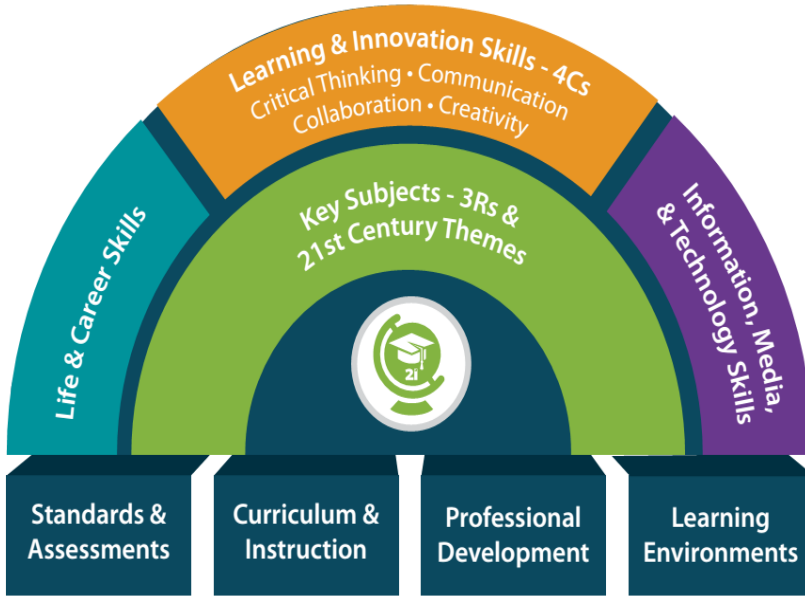 Learning & Innovation Skills - 4Cs
Critical Thinking • Communication
Collaboration • Creativity
Life & Career Skills
Key Subjects - 3Rs &
21st Century Themes
Information, Media,
& Technology Skills
2i
Standards &
Assessments
Curriculum &
Instruction
Professional
Development
Learning
Environments